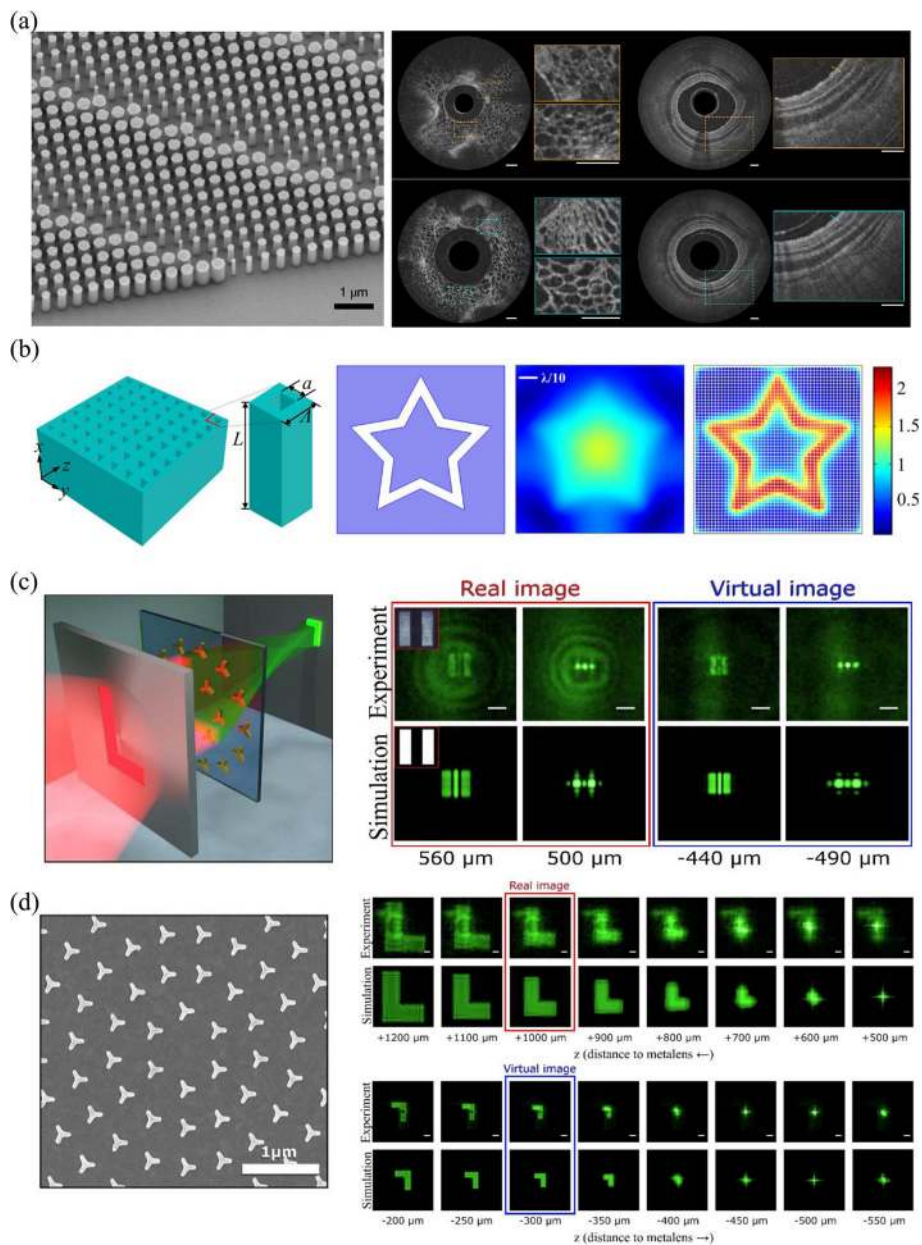 (a)
1 μm
(b)
a
L
Λ
x
z
y
λ/10
2
1.5
1
0.5
(c)
Real image
Virtual image
Experiment
Simulation
560 μm
500 μm
-440 μm
-490 μm
(d)
1μm
Real image
Experiment
Simulation
+1200 μm
+1100 μm
+1000 μm
+900 μm
+800 μm
+700 μm
+600 μm
+500 μm
z (distance to metalens ←)
Virtual image
Experiment
Simulation
-200 μm
-250 μm
-300 μm
-350 μm
-400 μm
-450 μm
-500 μm
-550 μm
z (distance to metalens →)